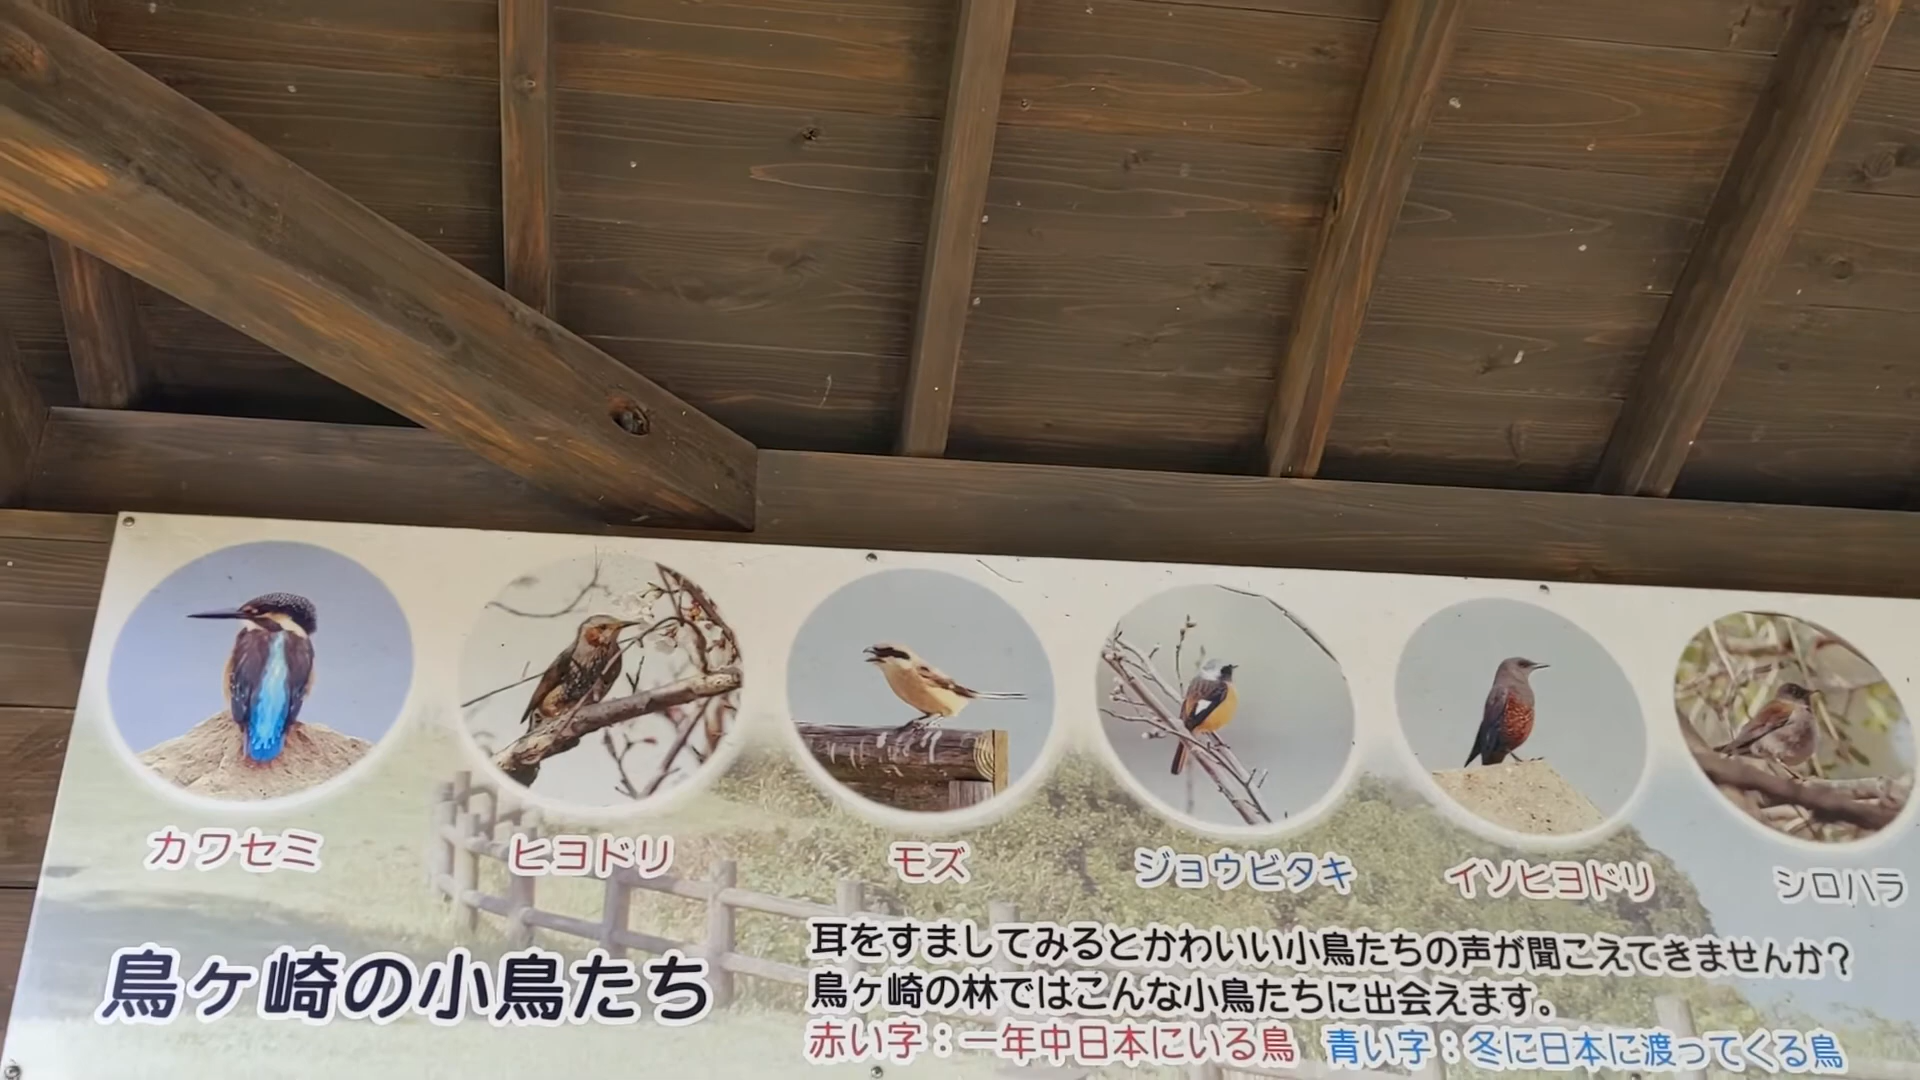 カワセミ
ヒヨドリ
モズ
ジョウビタキ
イソヒヨドリ
シロハラ
鳥ヶ崎の小鳥たち
耳をすましてみるとかわいい小鳥たちの声が聞こえてきませんか？
鳥ヶ崎の林ではこんな小鳥たちに出会えます。
赤い字：一年中日本にいる鳥 青い字：冬に日本に渡ってくる鳥